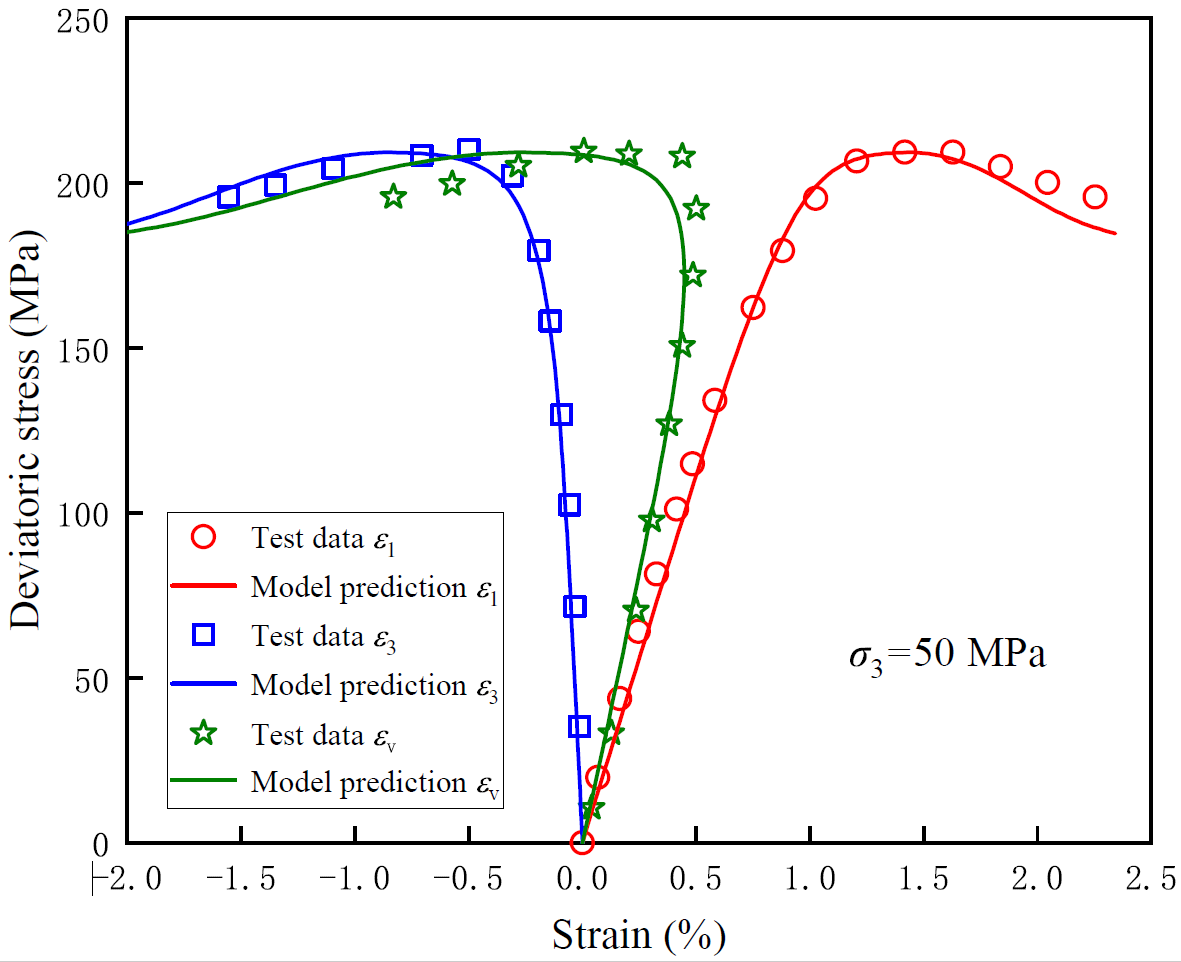 250
200
150
100
50
0
Deviatoric stress (MPa)
Test data ε1
Model prediction ε1
Test data ε3
Model prediction ε3
Test data εv
Model prediction εv
σ3=50 MPa
-2.0 -1.5 -1.0 -0.5 0.0 0.5 1.0 1.5 2.0 2.5
Strain (%)